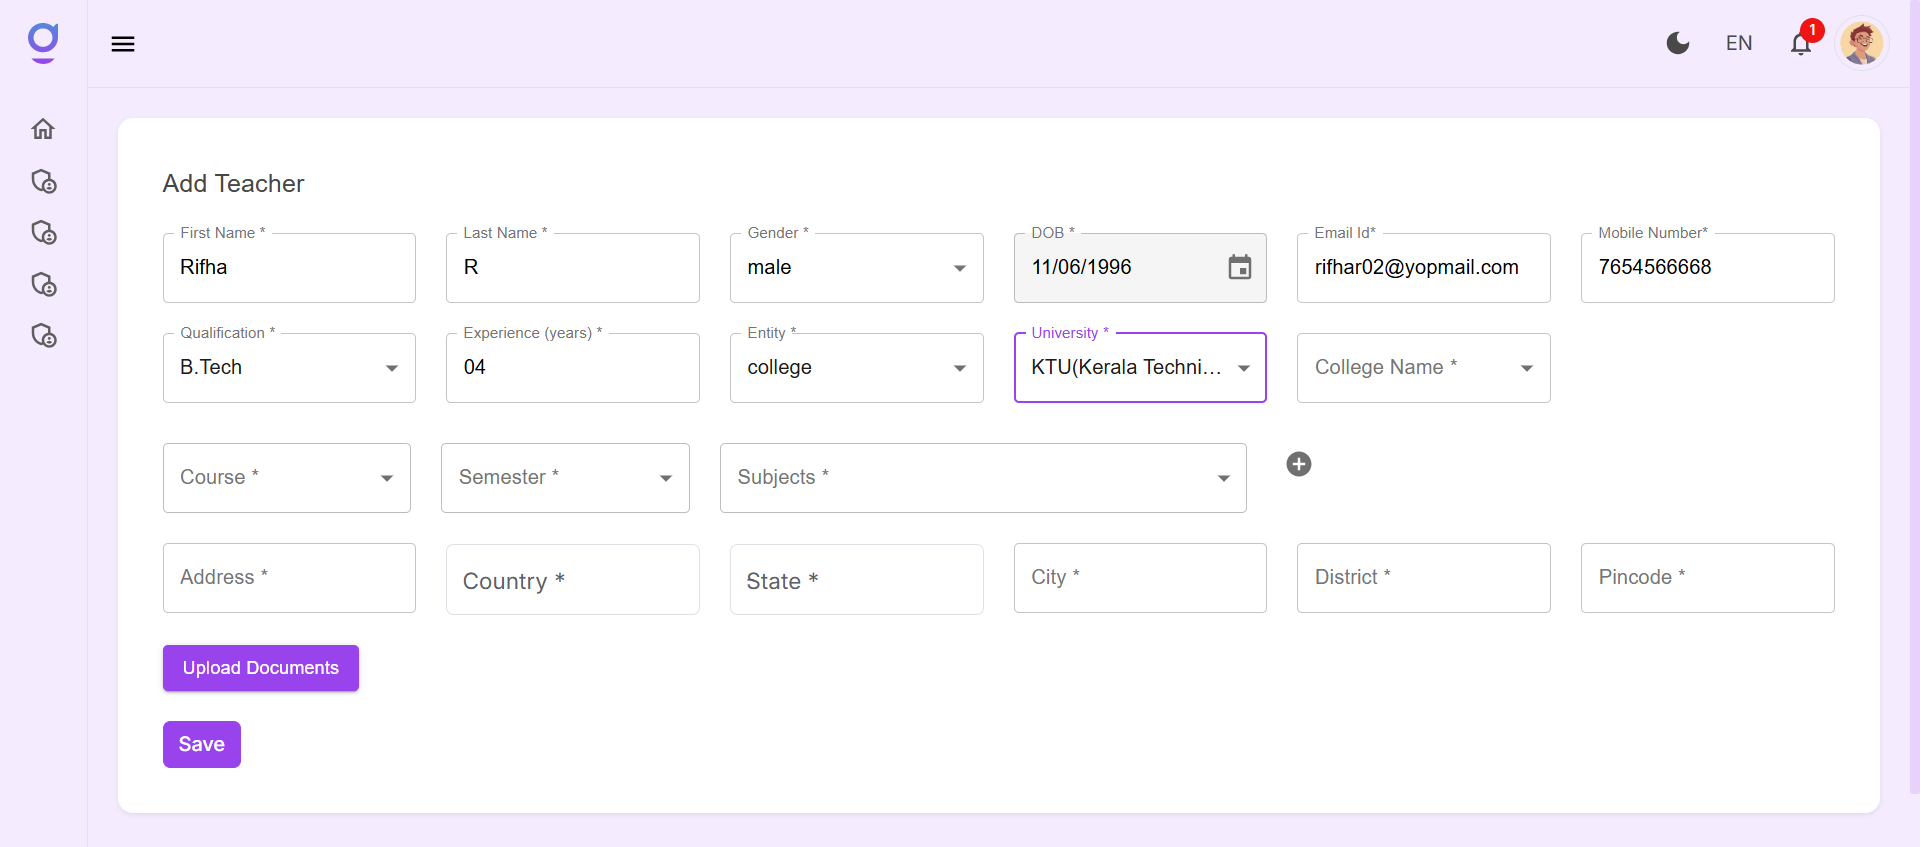 EN
1
Add Teacher
First Name * Last Name * Gender * DOB * Email Id* Mobile Number*
Rifha R male 11/06/1996 rifhar02@yopmail.com 7654566668
Qualification * Experience (years) * Entity * University *
B.Tech 04 college KTU(Kerala Techni... College Name *
Course * Semester * Subjects *
Address * Country * State * City * District * Pincode *
Upload Documents
Save